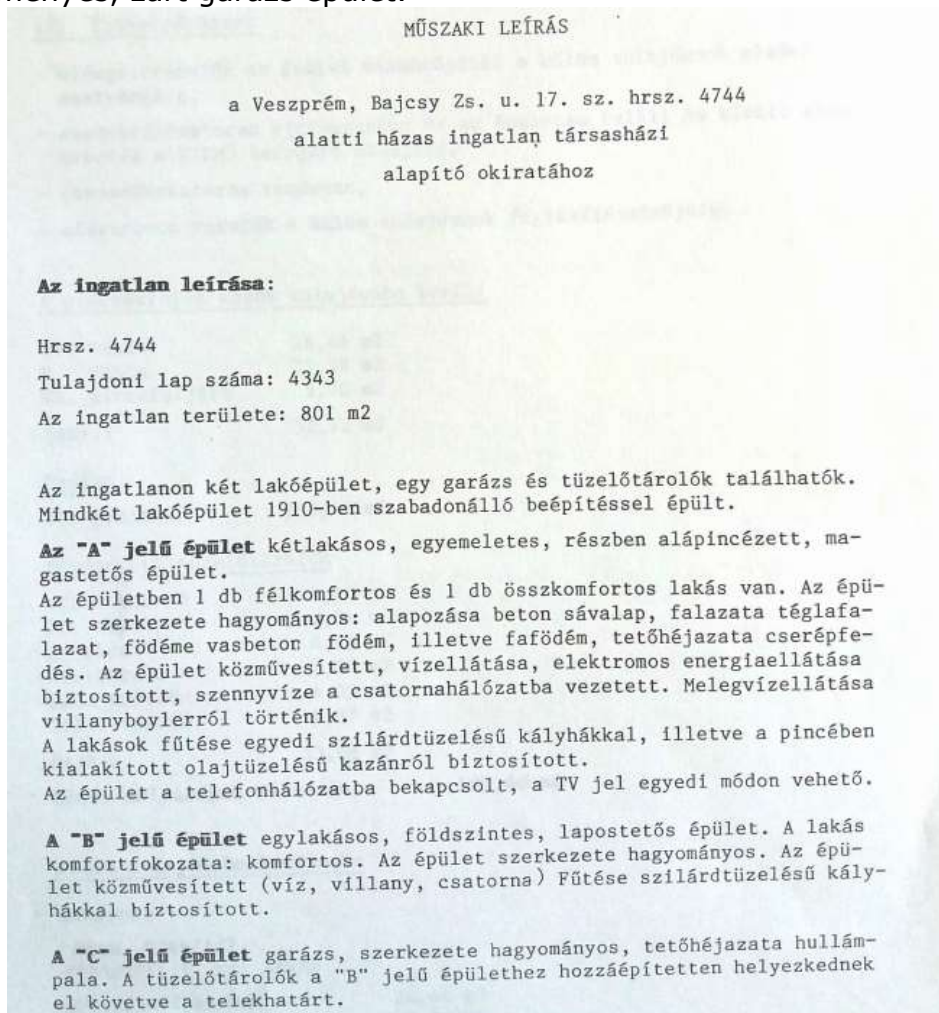 zárt garázs épület.
MŰSZAKI LEÍRÁS
a Veszprém, Bajcsy Zs. u. 17. sz. hrsz. 4744
alatti házas ingatlan társasházi
alapító okiratához
Az ingatlan leírása:
Hrsz. 4744
Tulajdoni lap száma: 4343
Az ingatlan területe: 801 m2
Az ingatlanon két lakóépület, egy garázs és tüzelőtárolók találhatók.
Mindkét lakóépület 1910-ben szabadonálló beépítéssel épült.
Az "A" jelű épület kétlakásos, egyemeletes, részben alápincézett, ma-
gastetős épület.
Az épületben 1 db félkomfortos és 1 db összkomfortos lakás van. Az épü-
let szerkezete hagyományos: alapozása beton sávalap, falazata téglafa-
lazat, födéme vasbeton födém, illetve fafödém, tetőhéjazata cserépfe-
dés. Az épület közművesített, vízellátása, elektromos energiaellátása
biztosított, szennyvíze a csatornahálózatba vezetett. Melegvízellátása
villanyboylerről történik.
A lakások fűtése egyedi szilárdtüzelésű kályhákkal, illetve a pincében
kialakított olajtüzelésű kazánról biztosított.
Az épület a telefonhálózatba bekapcsolt, a TV jel egyedi módon vehető.
A "B" jelű épület egylakásos, földszintes, lapostetős épület. A lakás
komfortfokozata: komfortos. Az épület szerkezete hagyományos. Az épü-
let közművesített (víz, villany, csatorna) Fűtése szilárdtüzelésű kály-
hákkal biztosított.
A "C" jelű épület garázs, szerkezete hagyományos, tetőhéjazata hullám-
pala. A tüzelőtárolók a "B" jelű épülethez hozzáépítetten helyezkednek
el követve a telekhatárt.